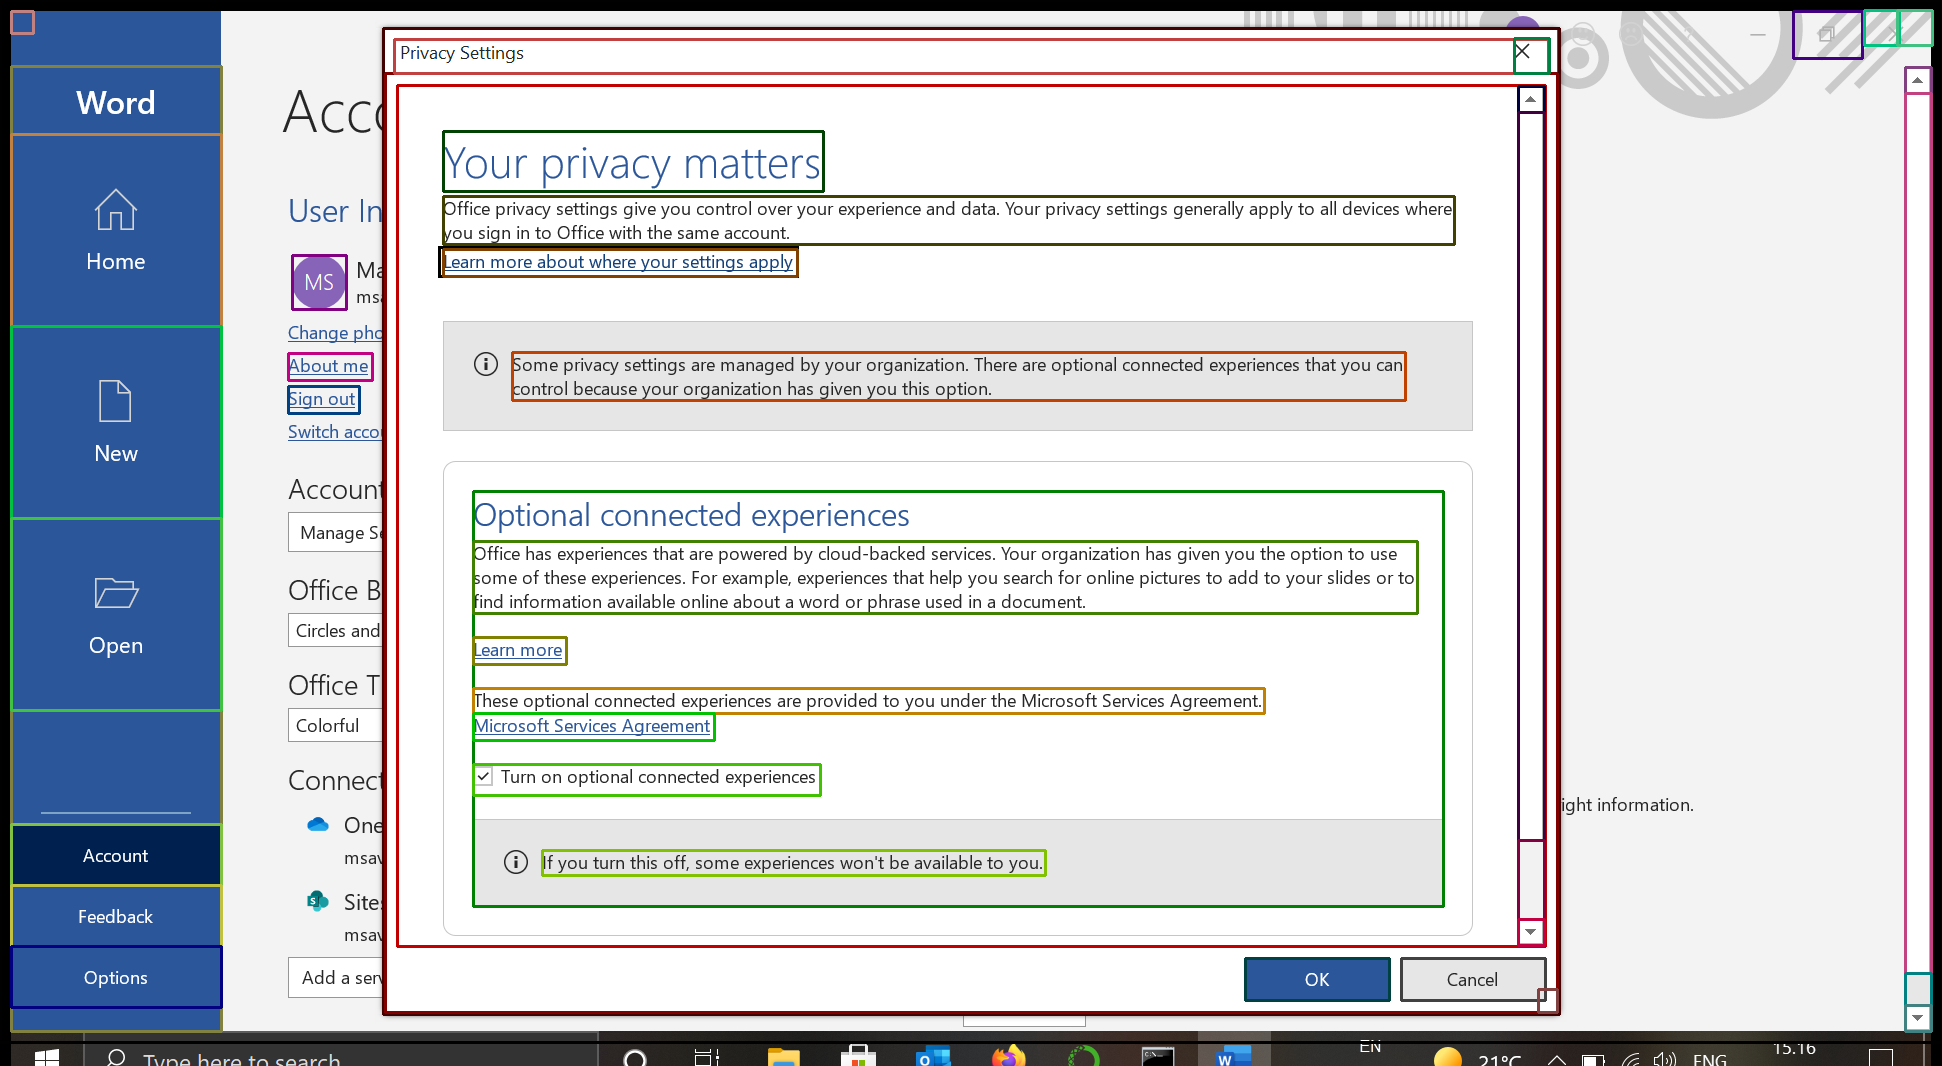 Privacy Settings
Word
Home
New
Open
Account
Feedback
Options
Acco
User In
MS
Ma
msa
Change pho
About me
Sign out
Switch accou
Account
Manage Se
Office B
Circles and
Office T
Colorful
Connect
One
msav
Sites
msav
Add a serv
Your privacy matters
Office privacy settings give you control over your experience and data. Your privacy settings generally apply to all devices where
you sign in to Office with the same account.
Learn more about where your settings apply
Some privacy settings are managed by your organization. There are optional connected experiences that you can
control because your organization has given you this option.
Optional connected experiences
Office has experiences that are powered by cloud-backed services. Your organization has given you the option to use
some of these experiences. For example, experiences that help you search for online pictures to add to your slides or to
find information available online about a word or phrase used in a document.
Learn more
These optional connected experiences are provided to you under the Microsoft Services Agreement.
Microsoft Services Agreement
Turn on optional connected experiences
If you turn this off, some experiences won't be available to you.
OK
Cancel
ight information.
Type here to search
EN
21°C
ENG
15.16